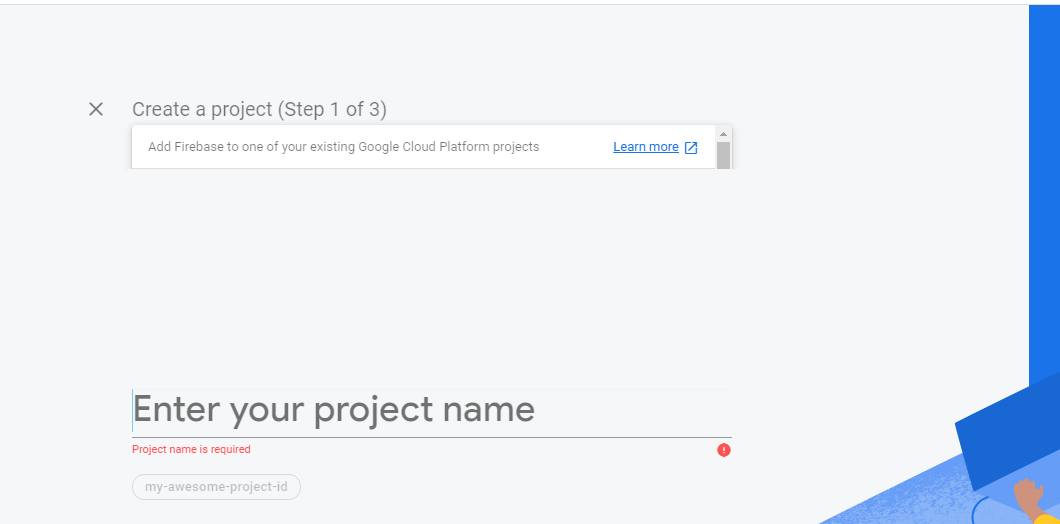 Create a project (Step 1 of 3)
Add Firebase to one of your existing Google Cloud Platform projects Learn more
Enter your project name
Project name is required
my-awesome-project-id